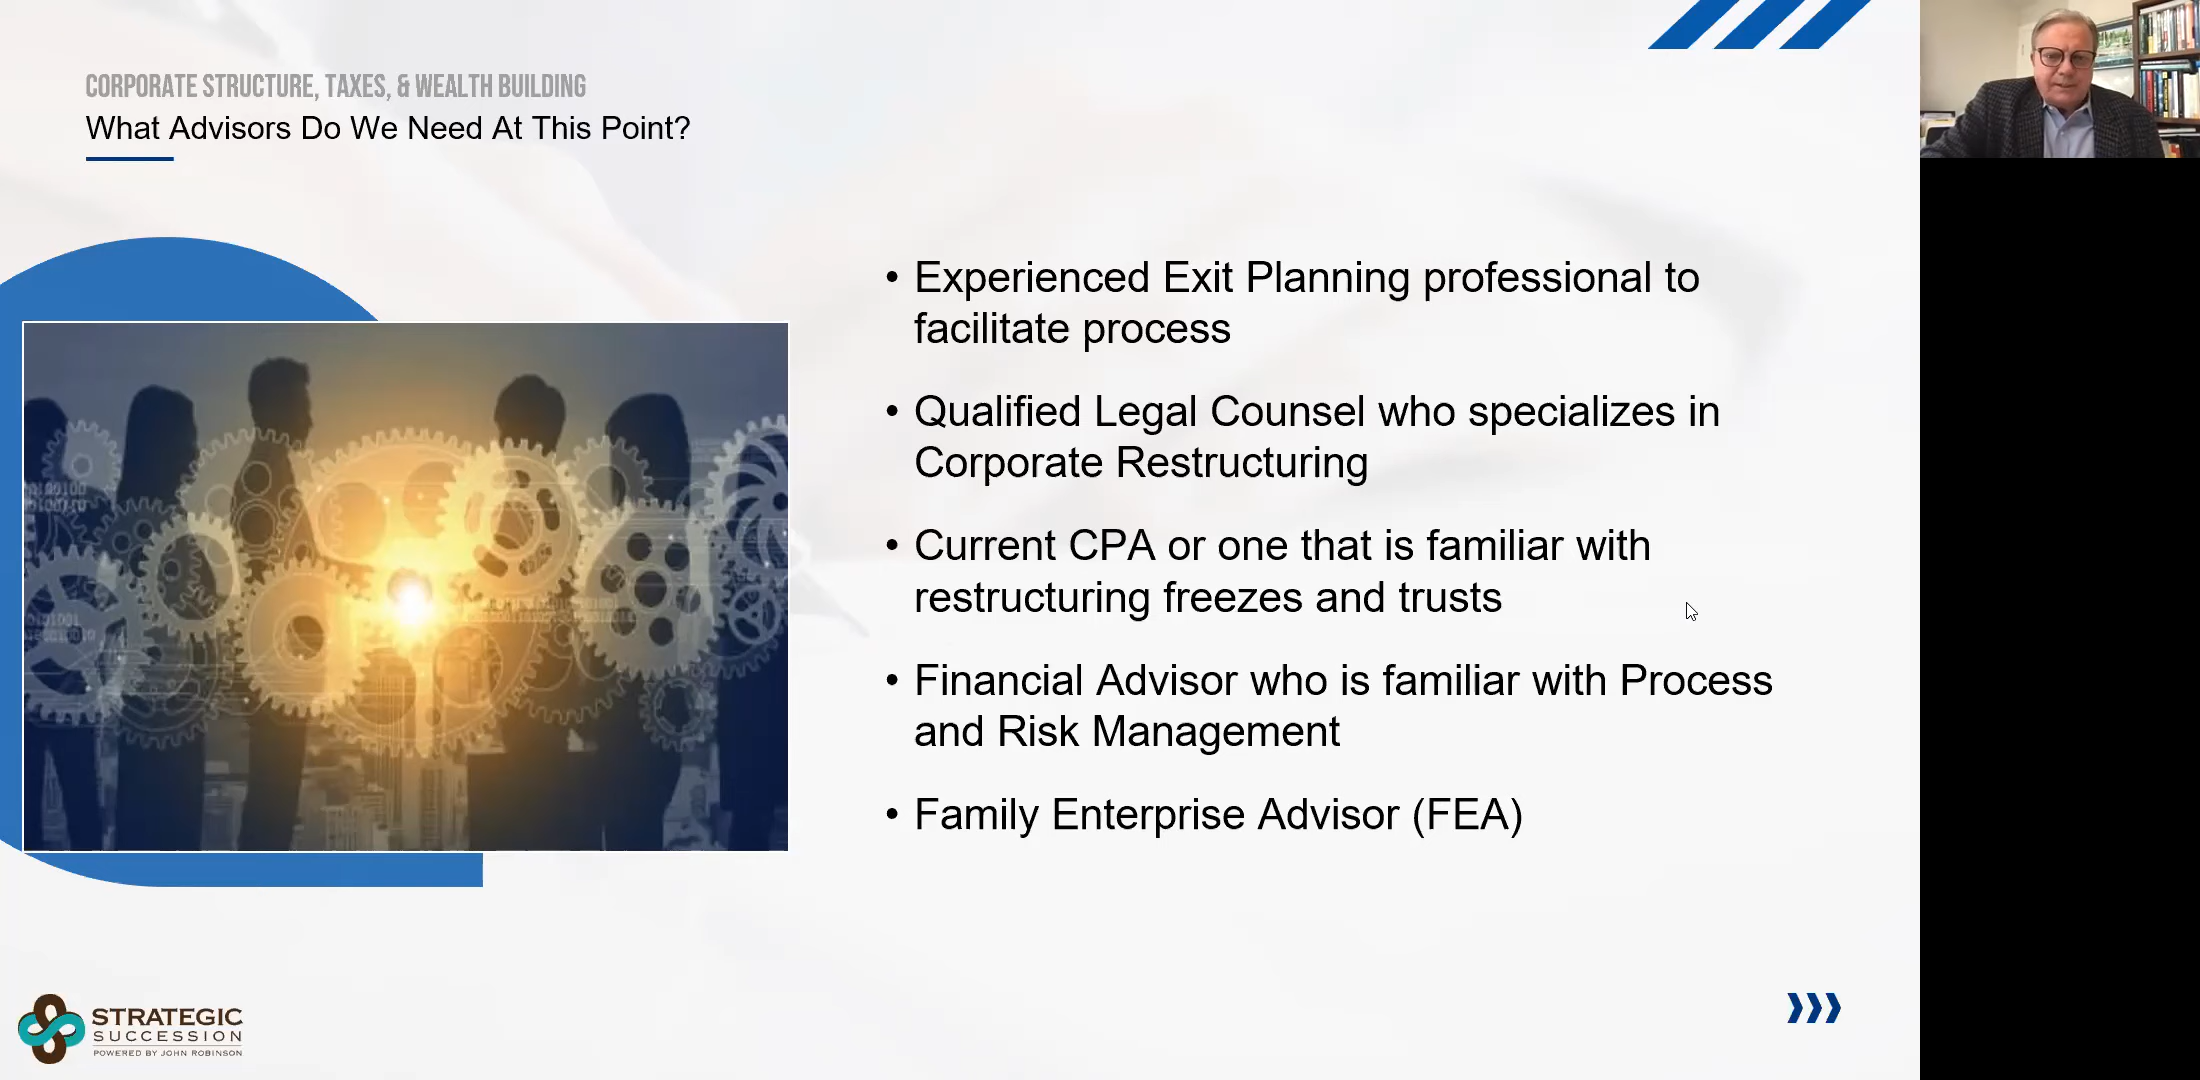 CORPORATE STRUCTURE, TAXES, & WEALTH BUILDING
What Advisors Do We Need At This Point?
• Experienced Exit Planning professional to
facilitate process
• Qualified Legal Counsel who specializes in
Corporate Restructuring
• Current CPA or one that is familiar with
restructuring freezes and trusts
• Financial Advisor who is familiar with Process
and Risk Management
• Family Enterprise Advisor (FEA)
STRATEGIC
SUCCESSION
POWERED BY JOHN ROBINSON